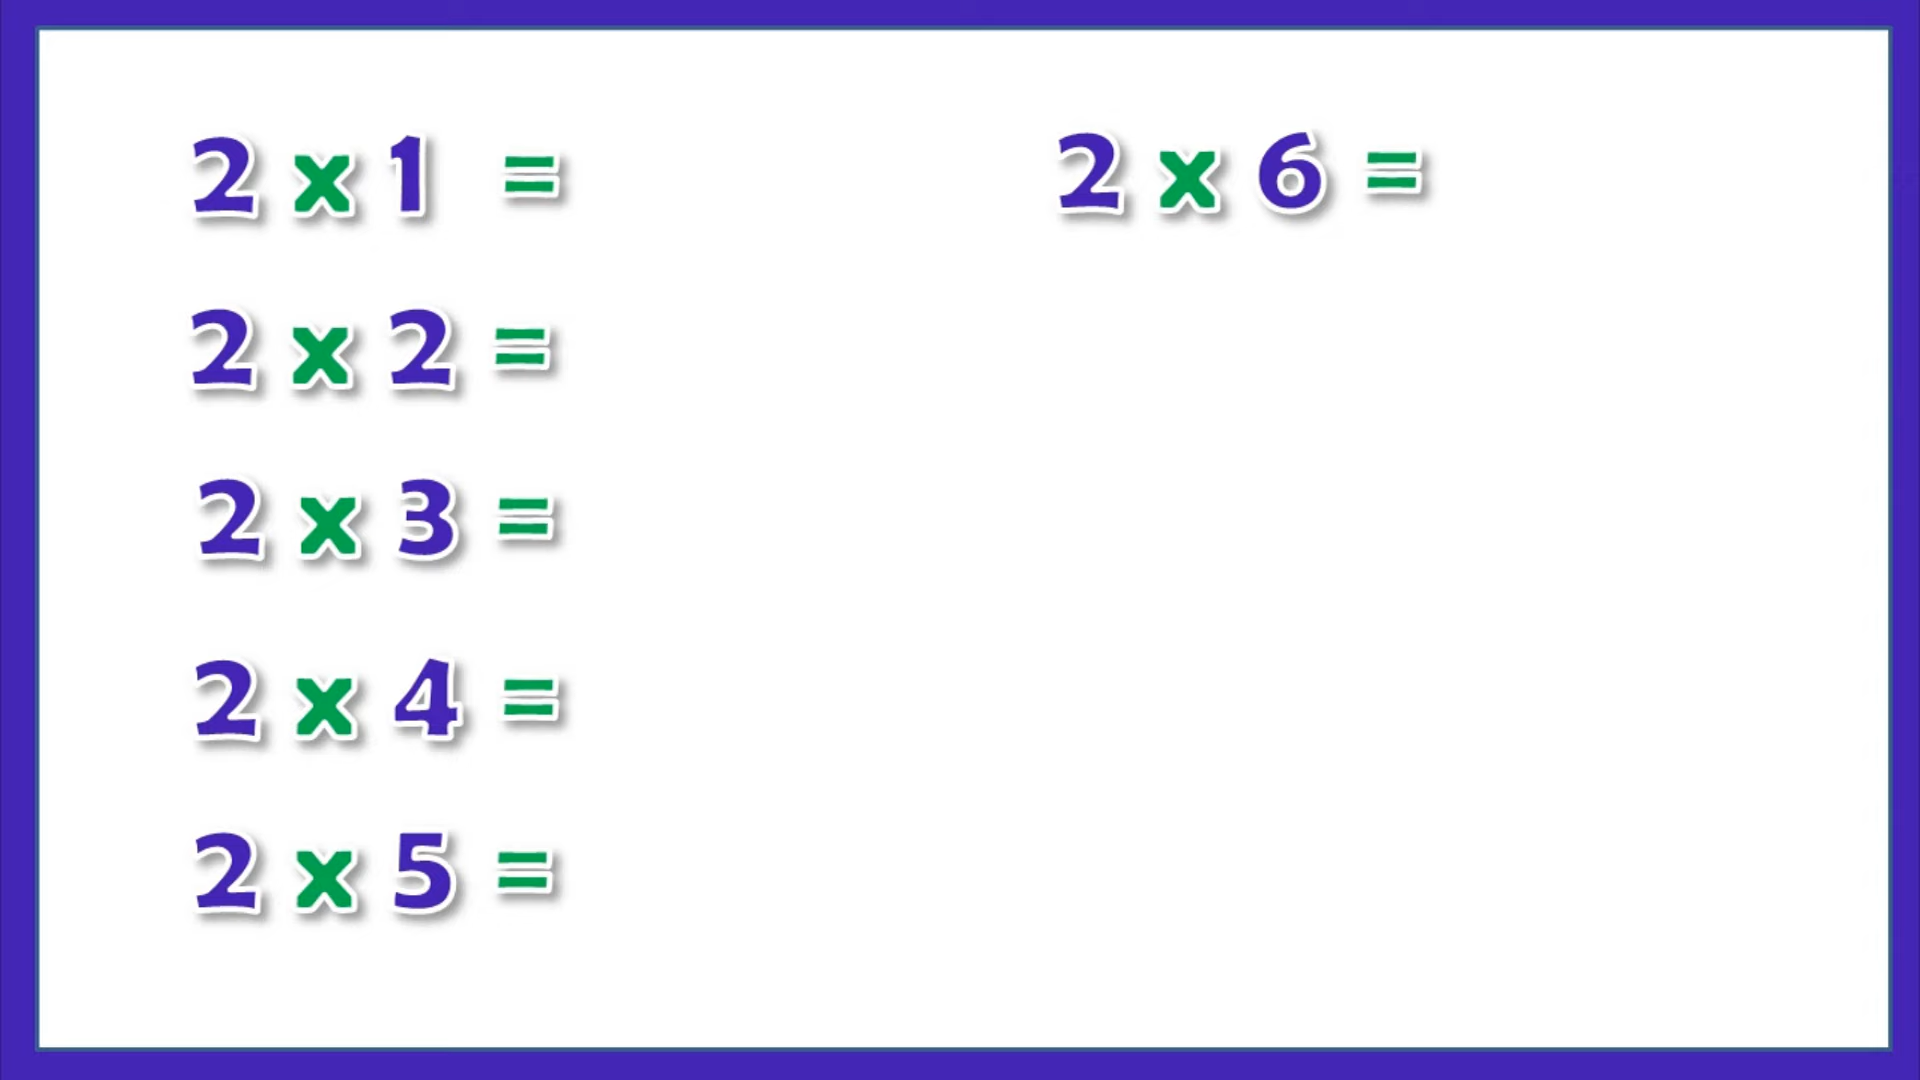 2 x 1 =
2 x 2 =
2 x 3 =
2 x 4 =
2 x 5 =
2 x 6 =